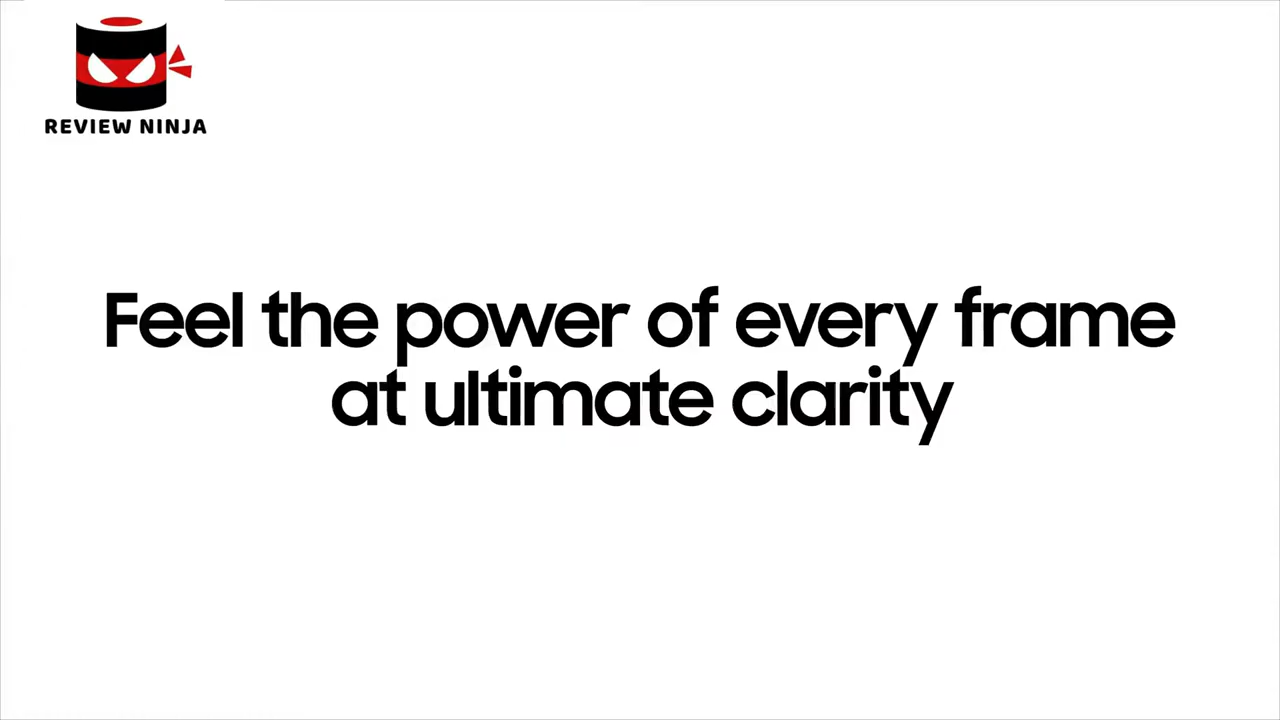 REVIEW NINJA
Feel the power of every frame
at ultimate clarity